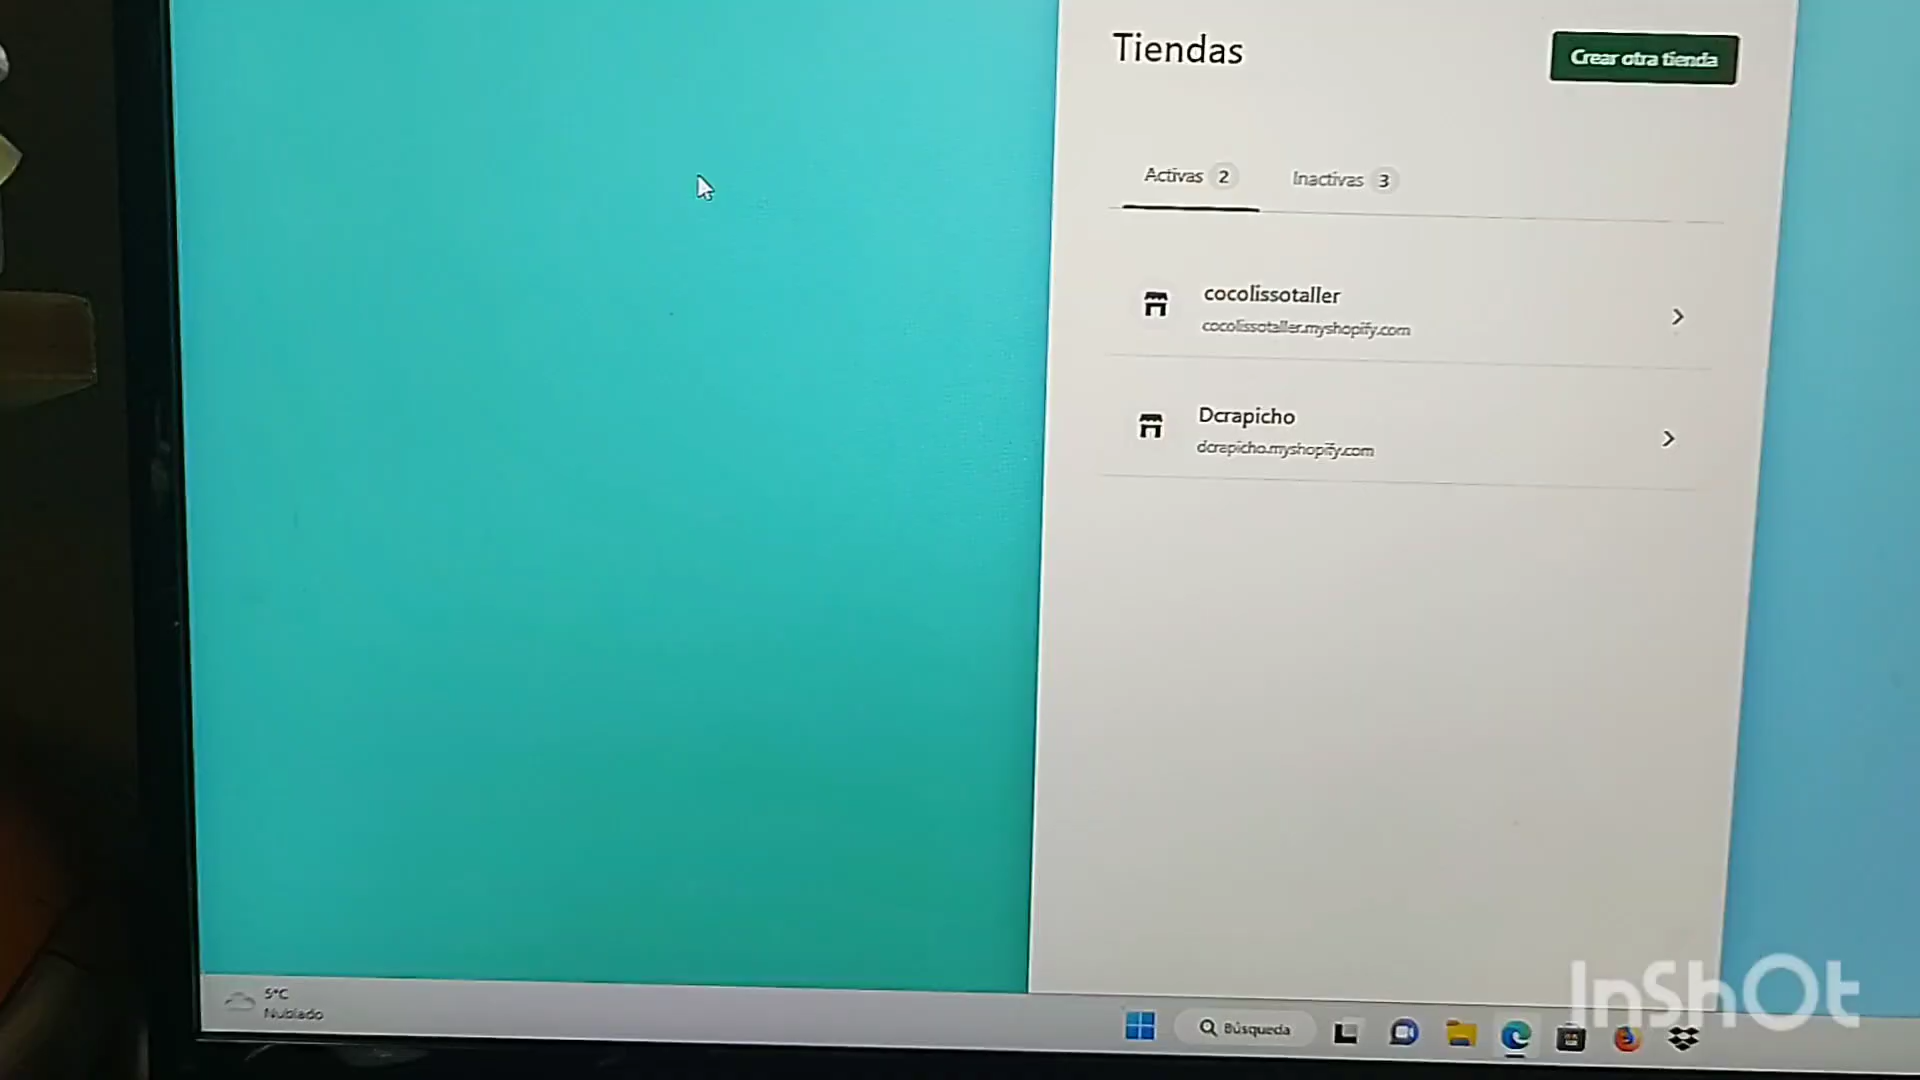 Tiendas
Crear otra tienda
Activas 2
Inactivas 3
cocolissotaller
cocolissotaller.myshopify.com
Dcrapicho
dcrapicho.myshopify.com
5°C
Nublado
Búsqueda
InShOt